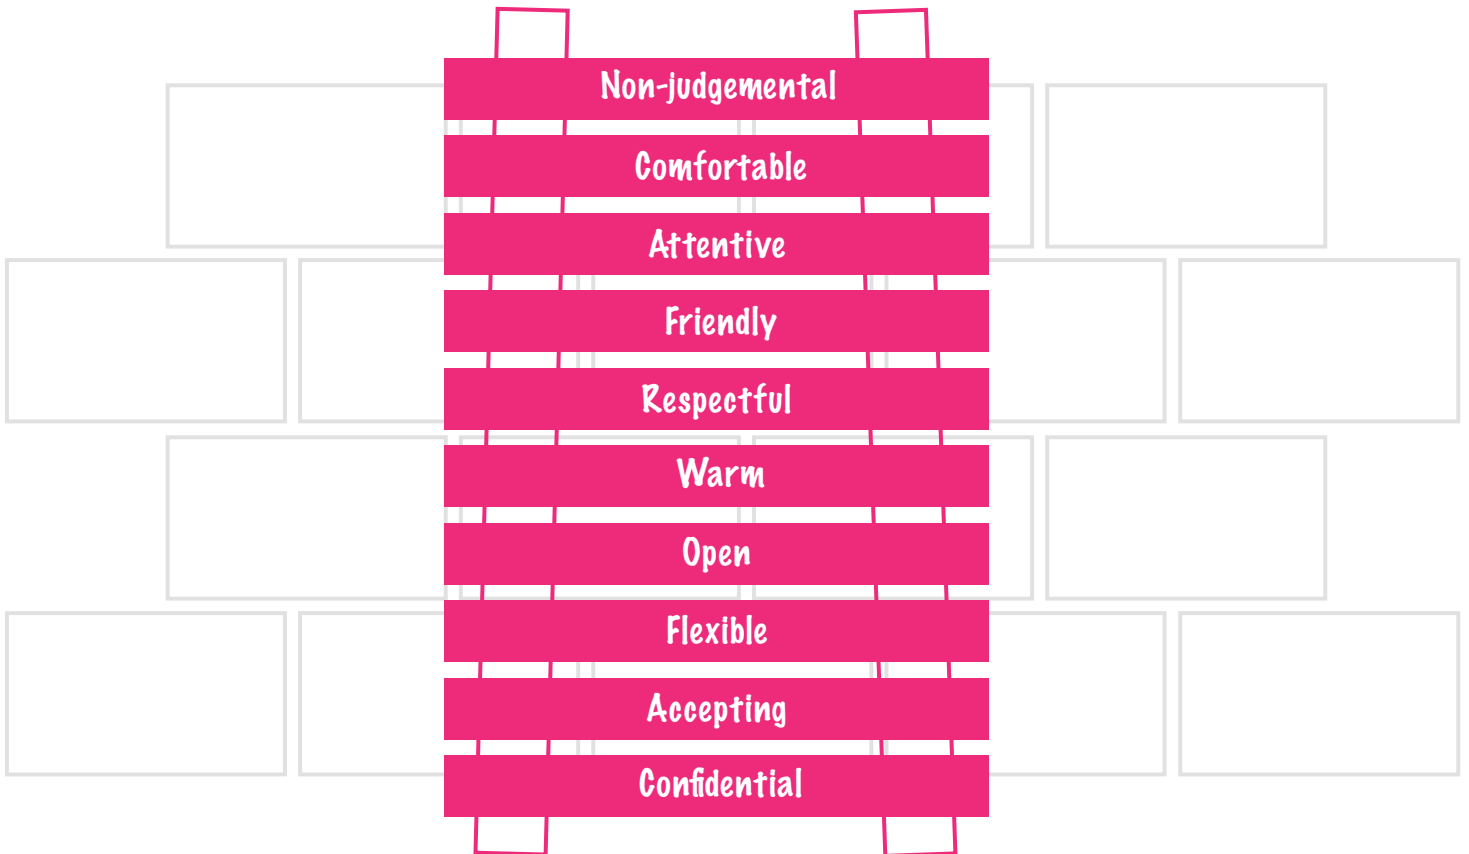 Non-judgemental
Comfortable
Attentive
Friendly
Respectful
Warm
Open
Flexible
Accepting
Confidential